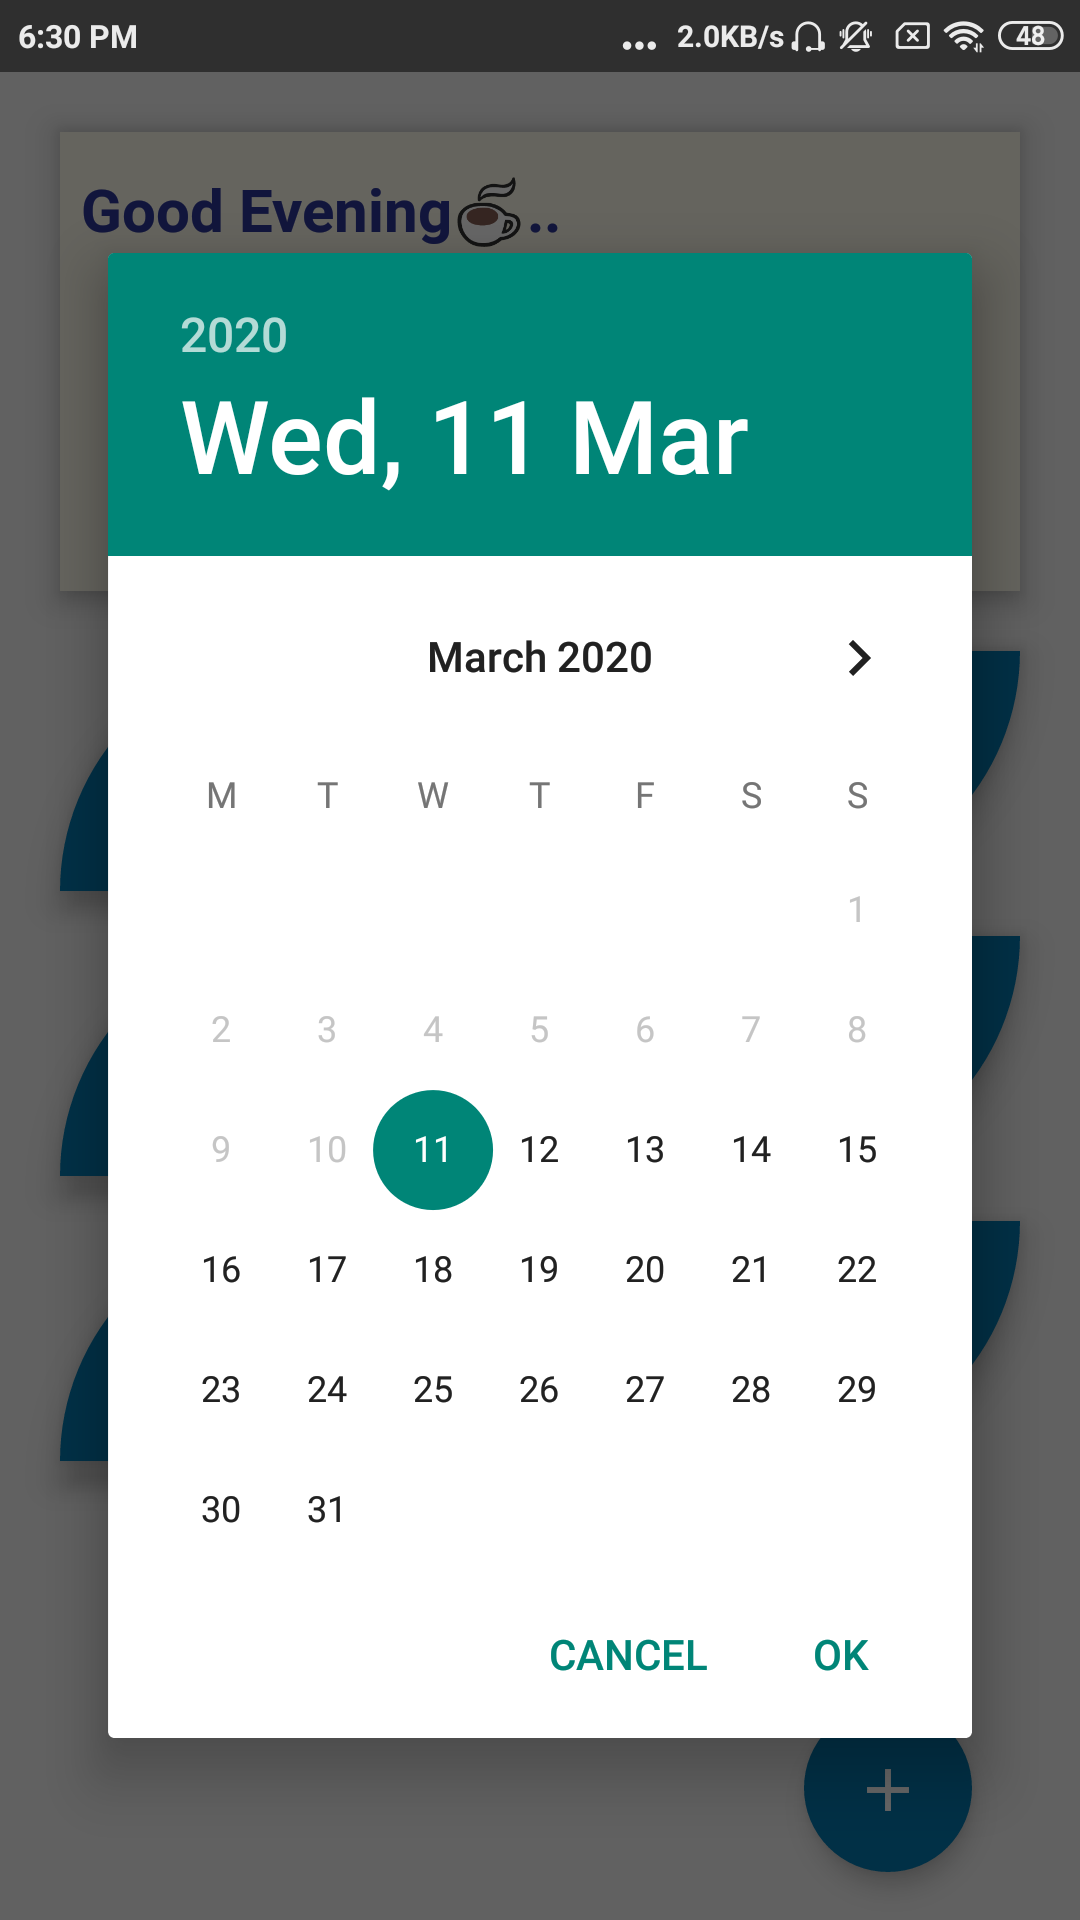 6:30 PM ... 2.0KB/s 48
Good Evening☕..
2020
Wed, 11 Mar
March 2020
M T W T F S S
1
2 3 4 5 6 7 8
9 10 11 12 13 14 15
16 17 18 19 20 21 22
23 24 25 26 27 28 29
30 31
CANCEL OK
+